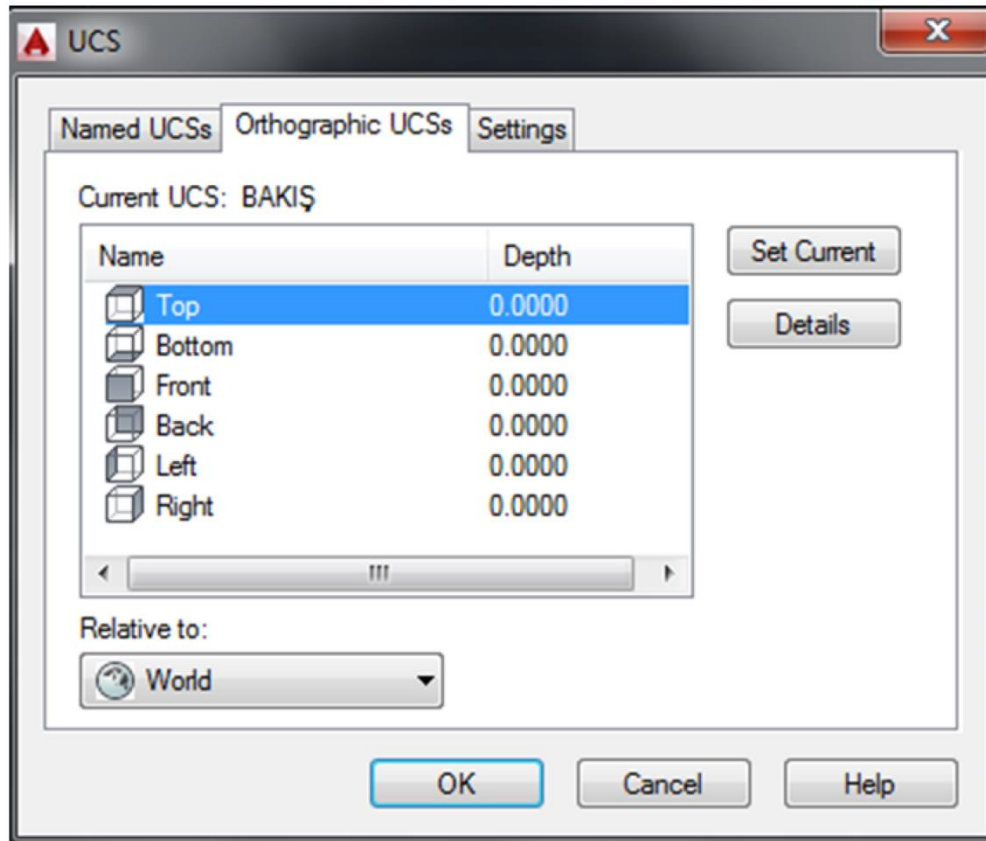 UCS
Named UCSs Orthographic UCSs Settings
Current UCS: BAKIŞ
Name Depth
Top 0.0000
Bottom 0.0000
Front 0.0000
Back 0.0000
Left 0.0000
Right 0.0000
Set Current
Details
Relative to:
World
OK Cancel Help